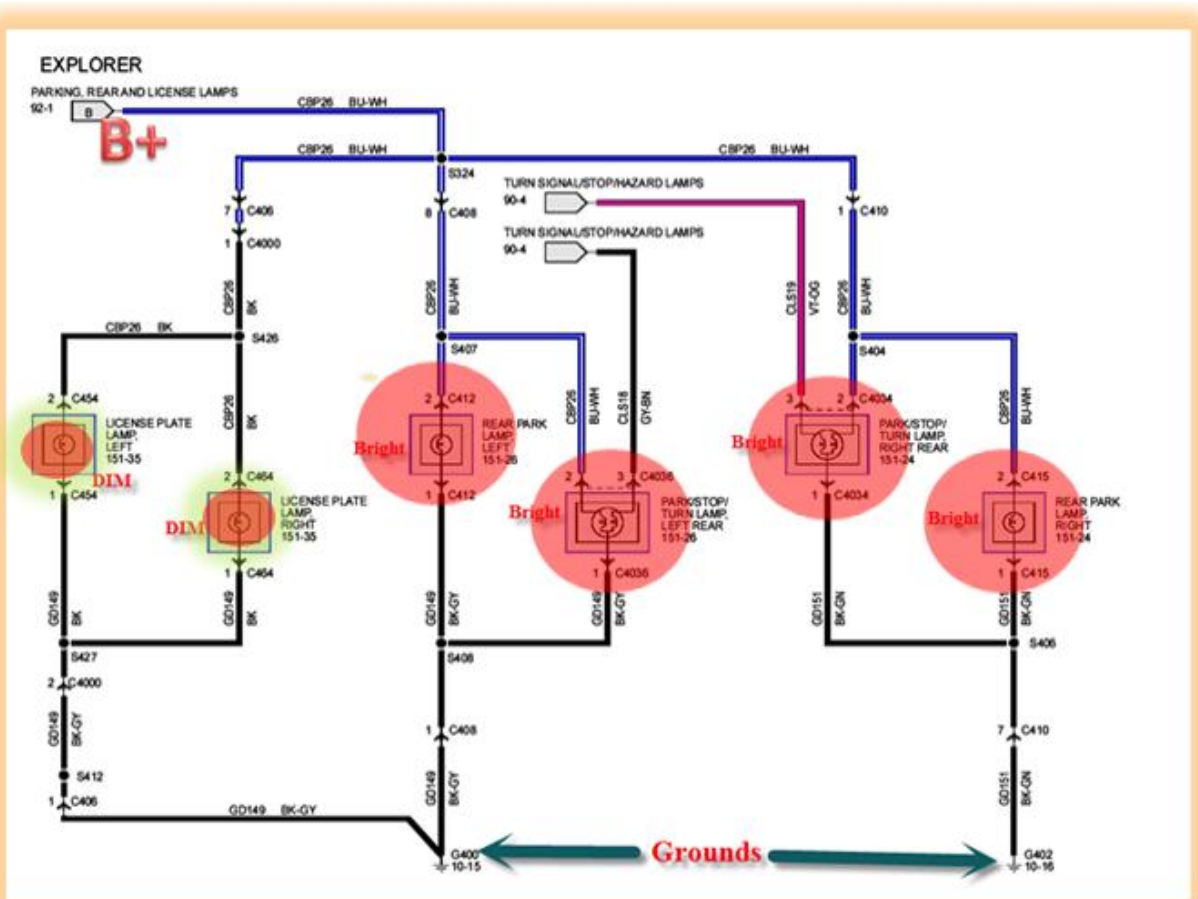 EXPLORER
PARKING, REAR AND LICENSE LAMPS
92-1
B
B+
CBP26 BU-WH
CBP26 BU-WH
CBP26 BU-WH
S324
TURN SIGNAL/STOP/HAZARD LAMPS
90-4
7 C406
8 C408
1 C410
TURN SIGNAL/STOP/HAZARD LAMPS
90-4
1 C4000
CBP26 BK
CBP26 BU-WH
CLS19 VT-OG
CBP26 BU-WH
CBP26 BK
S426
S407
S404
2 C454
CBP26 BK
2 C412
CBP26 BU-WH
CLS18 GY-BN
3
2 C4034
CBP26 BU-WH
LICENSE PLATE
LAMP,
LEFT
151-35
DIM
Bright
REAR PARK
LAMP,
LEFT
151-26
Bright
PARK/STOP/
TURN LAMP,
RIGHT REAR
151-24
1 C454
2 C464
1 C412
2
3 C4036
1 C4034
2 C415
DIM
LICENSE PLATE
LAMP,
RIGHT
151-35
Bright
PARK/STOP/
TURN LAMP,
LEFT REAR
151-26
Bright
REAR PARK
LAMP,
RIGHT
151-24
1 C464
1 C4036
1 C415
GD149 BK
GD149 BK
GD149 BK-GY
GD149 BK-GY
GD151 BK-GN
GD151 BK-GN
S427
S408
S406
2 C4000
GD149 BK-GY
1 C408
7 C410
S412
1 C406
GD149 BK-GY
GD149 BK-GY
GD151 BK-GN
G400
10-15
Grounds
G402
10-16